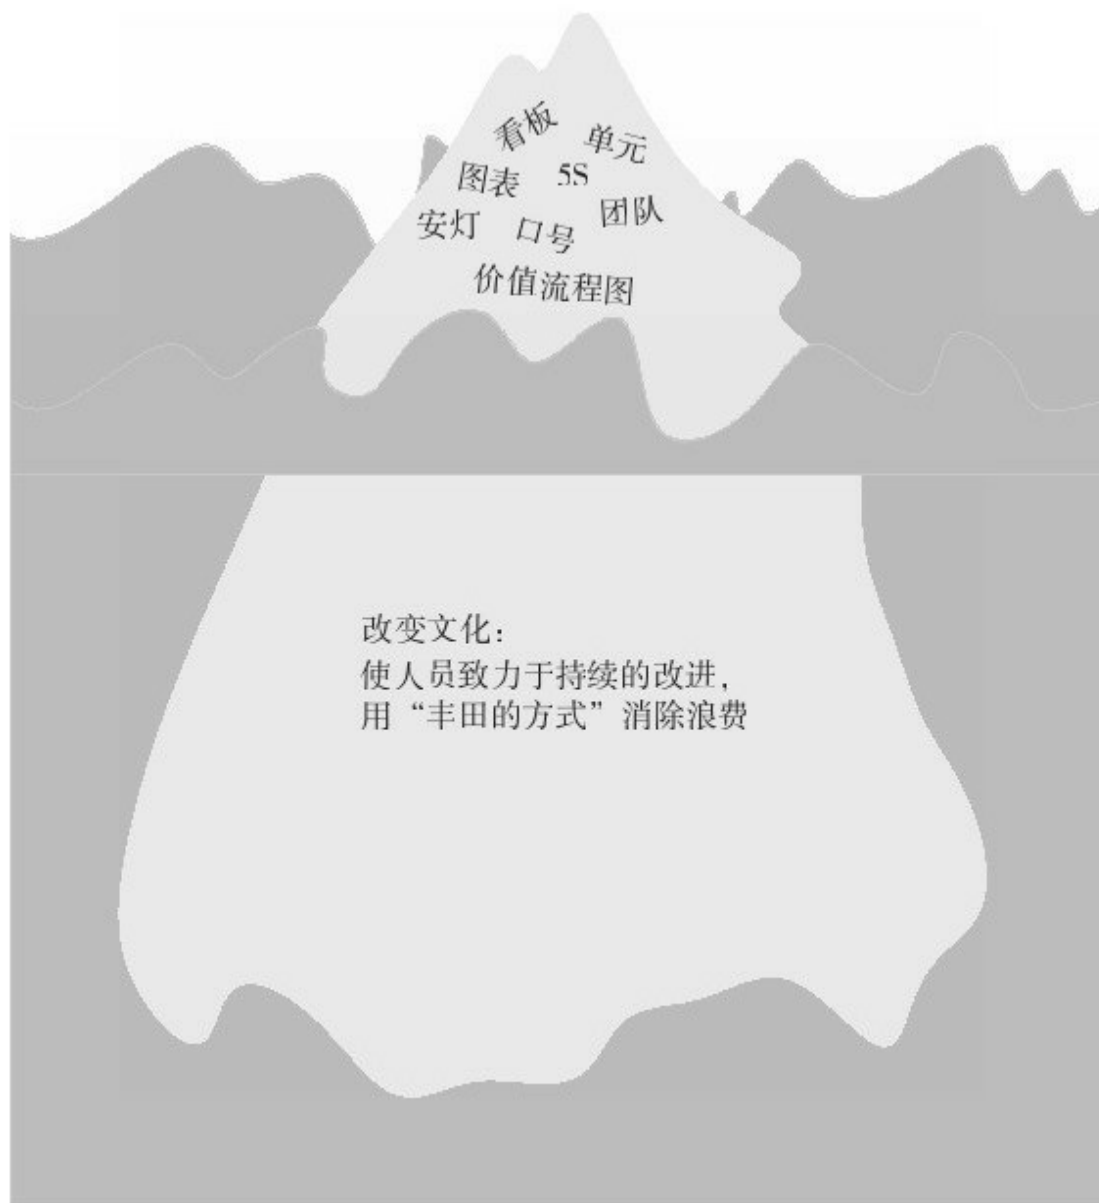 看板
单元
图表
5S
团队
安灯
口号
价值流程图
改变文化：
使人员致力于持续的改进，
用“丰田的方式”消除浪费